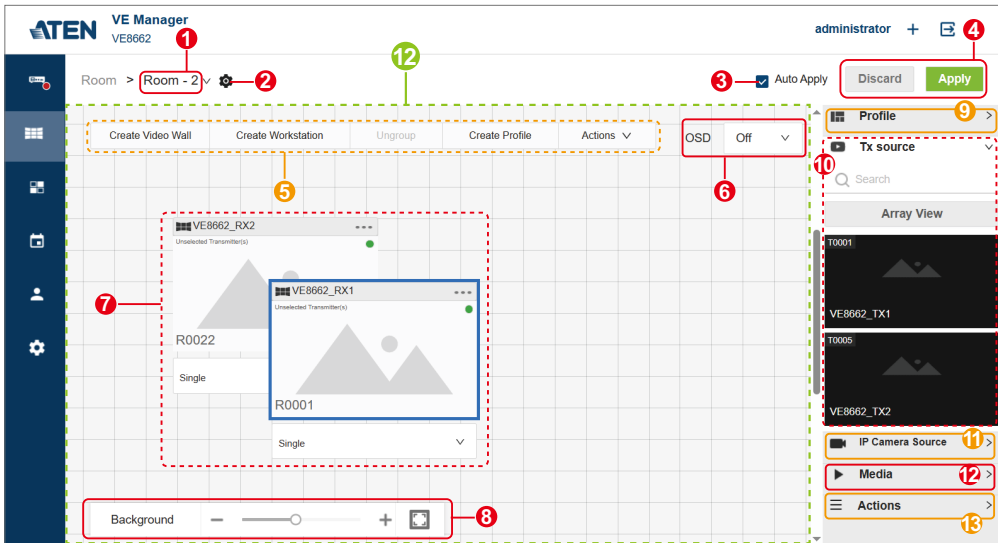 ATEN
VE Manager
VE8662
administrator
1
12
4
Room > Room - 2
2
3
Auto Apply
Discard
Apply
Create Video Wall
Create Workstation
Ungroup
Create Profile
Actions
OSD
Off
5
6
Profile
9
Tx source
10
Search
Array View
T0001
VE8662_TX1
T0005
VE8662_TX2
IP Camera Source
11
Media
12
Actions
13
VE8662_RX2
Unselected Transmitter(s)
R0022
Single
7
VE8662_RX1
Unselected Transmitter(s)
R0001
Single
Background
8